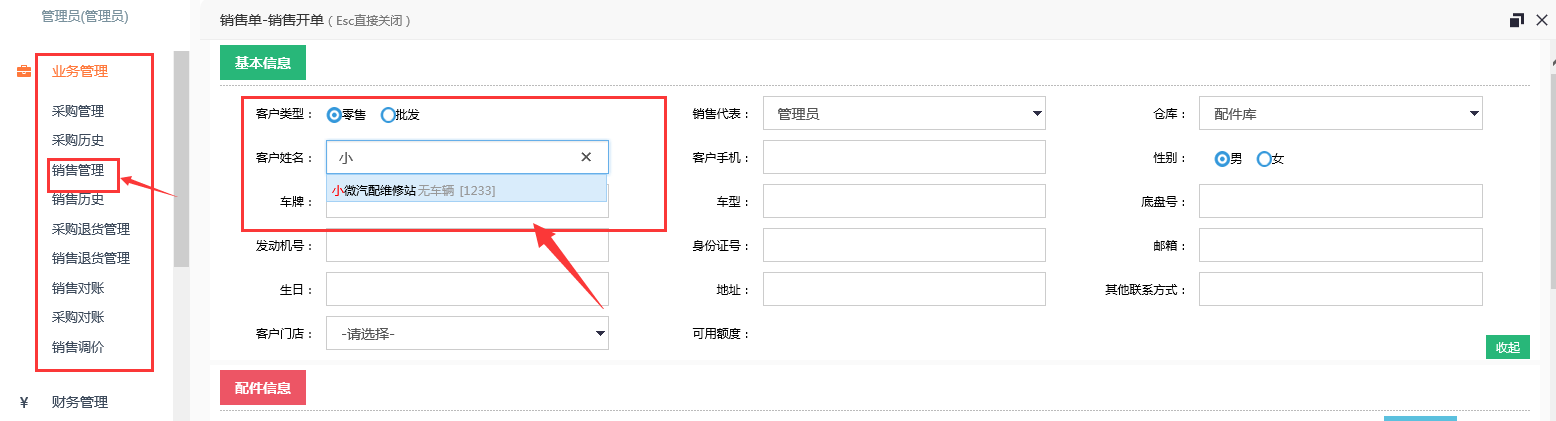 管理员(管理员)
业务管理
采购管理
采购历史
销售管理
销售历史
采购退货管理
销售退货管理
销售对账
采购对账
销售调价
¥ 财务管理
销售单-销售开单 ( Esc直接关闭 )
基本信息
客户类型： 零售 批发 销售代表： 管理员 仓库： 配件库
客户姓名： 小 客户手机： 性别： 男 女
小微汽配维修站 无车辆 [1233]
车牌： 车型： 底盘号：
发动机号： 身份证号： 邮箱：
生日： 地址： 其他联系方式：
客户门店： -请选择- 可用额度：
收起
配件信息